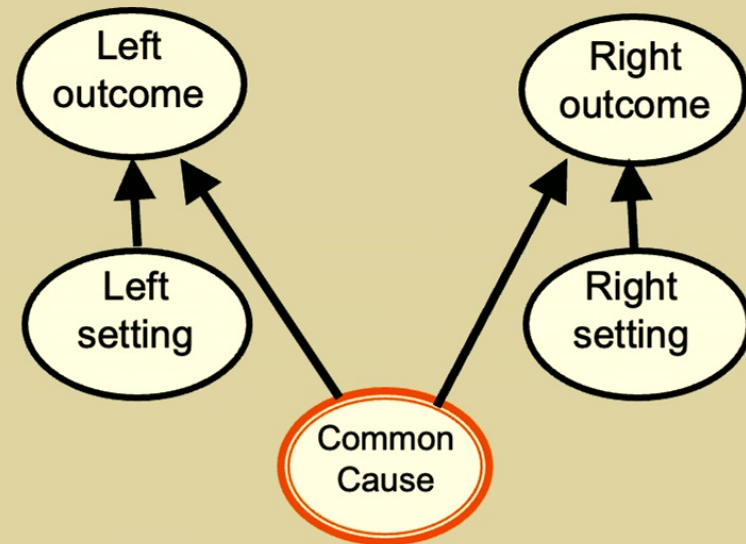 Left
outcome
Right
outcome
Left
setting
Right
setting
Common
Cause